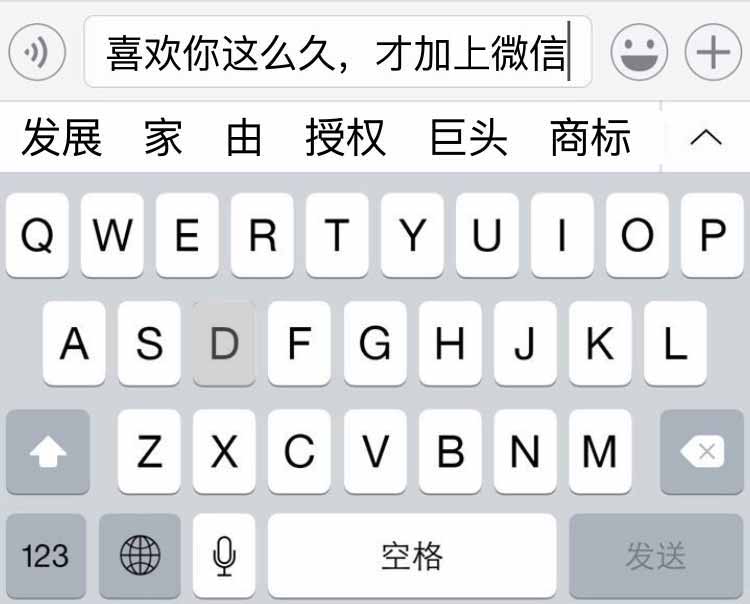 喜欢你这么久，才加上微信
发展 家 由 授权 巨头 商标
Q W E R T Y U I O P
A S D F G H J K L
Z X C V B N M
123 空格 发送